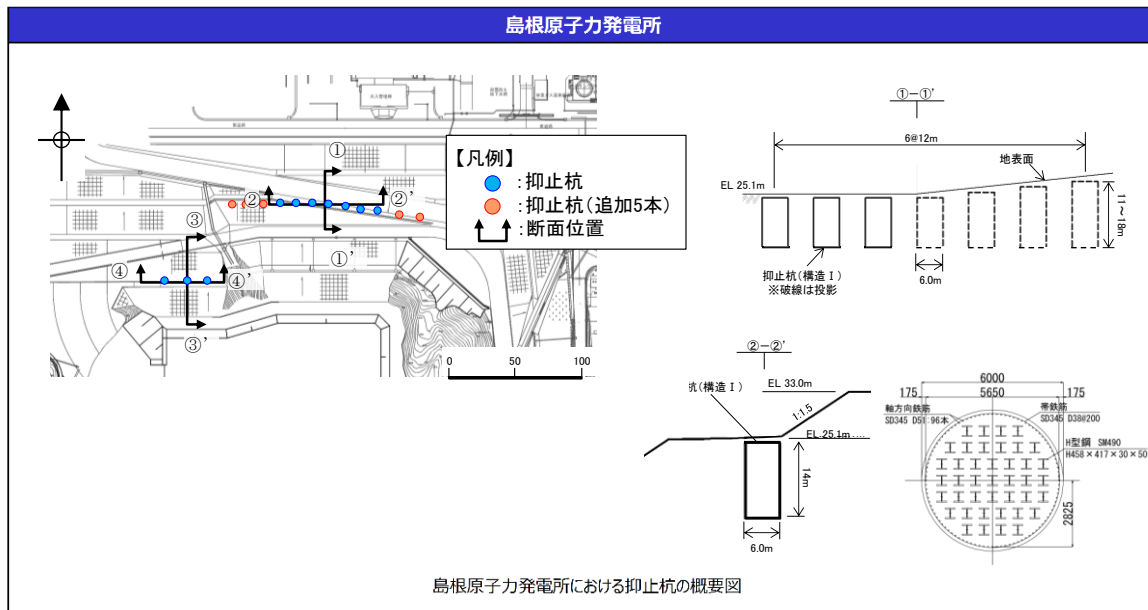 島根原子力発電所
①
②
②'
③
①'
④
④'
③'
【凡例】
：抑止杭
：抑止杭(追加5本)
：断面位置
0 50 100
①-①'
6@12m
地表面
EL 25.1m
11～18m
抑止杭(構造Ⅰ)
※破線は投影
6.0m
②-②'
杭(構造Ⅰ)
EL 33.0m
1:1.5
EL.25.1m
14m
6.0m
6000
175 5650 175
軸方向鉄筋
SD345 D51 96本
帯鉄筋
SD345 D38@200
H型鋼 SM490
H458×417×30×50
2825
島根原子力発電所における抑止杭の概要図